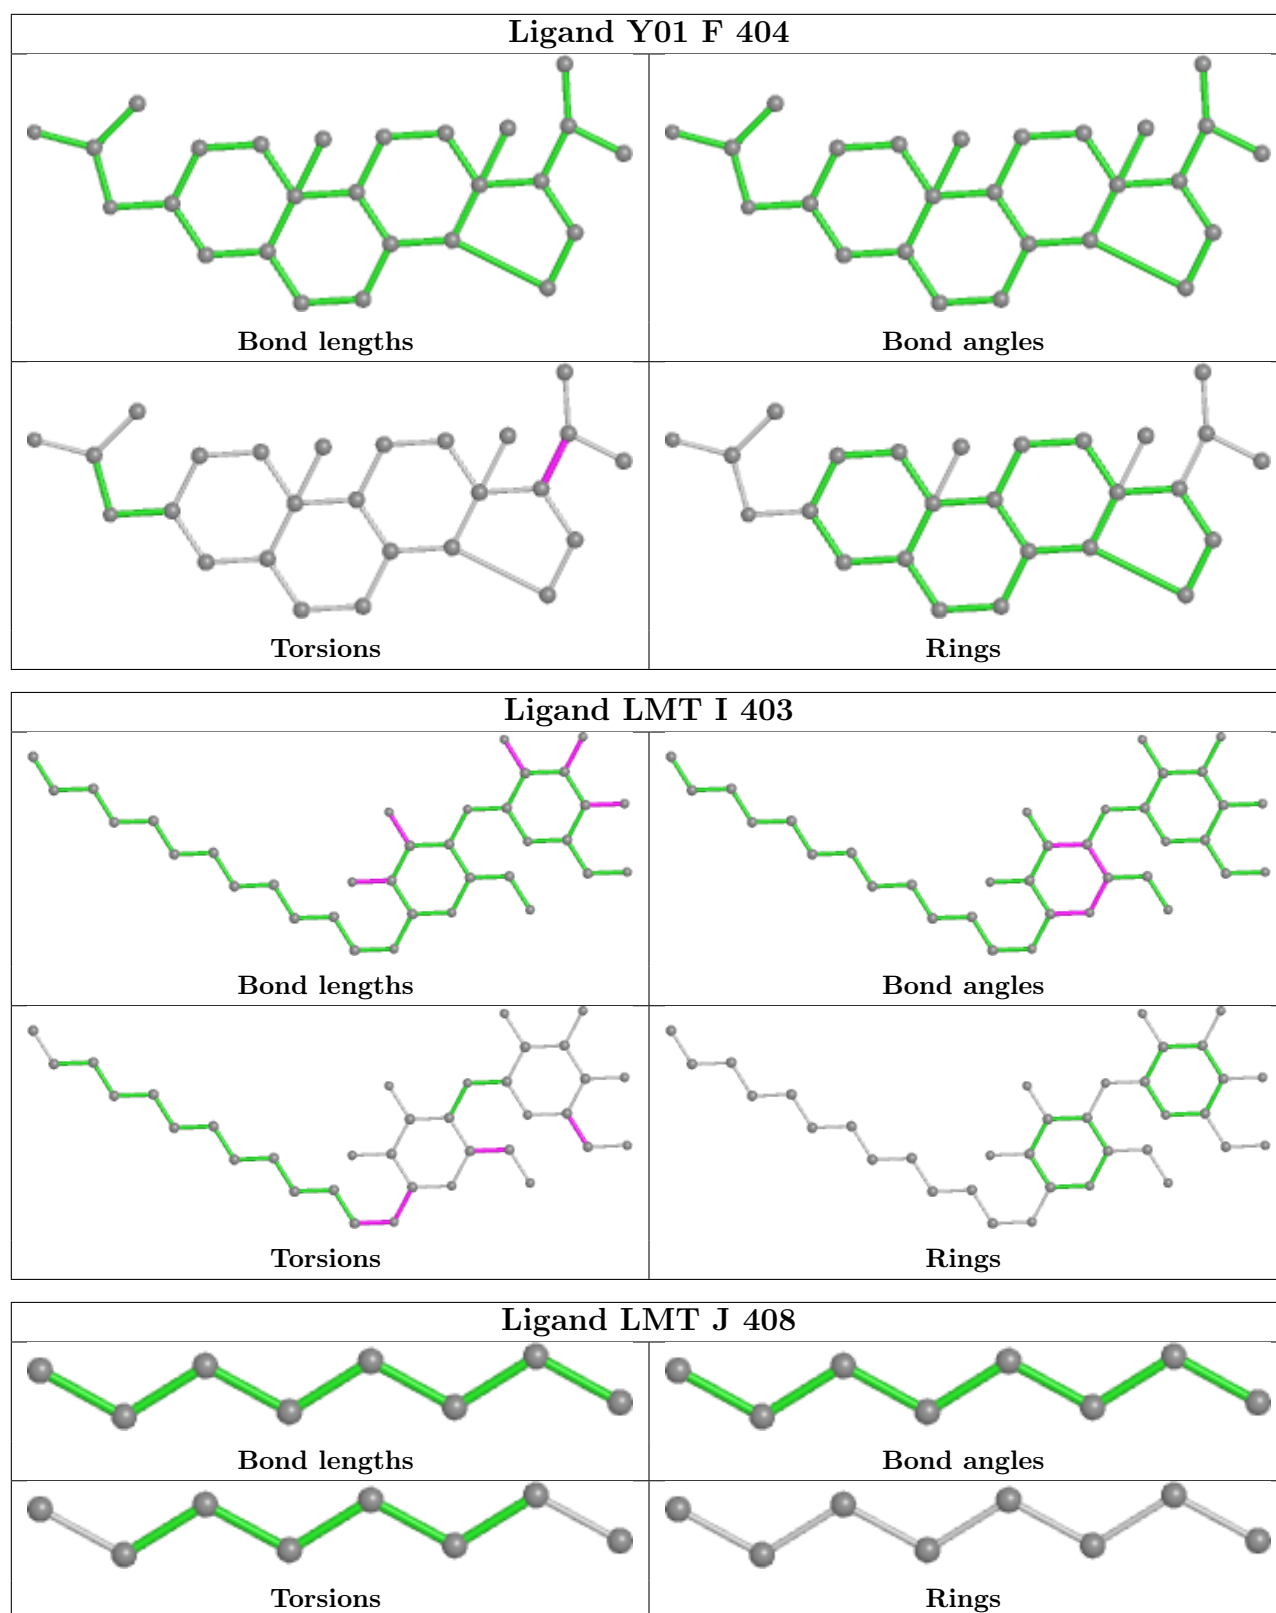 Ligand Y01 F 404
Bond lengths
Bond angles
Torsions
Rings
Ligand LMT I 403
Bond lengths
Bond angles
Torsions
Rings
Ligand LMT J 408
Bond lengths
Bond angles
Torsions
Rings